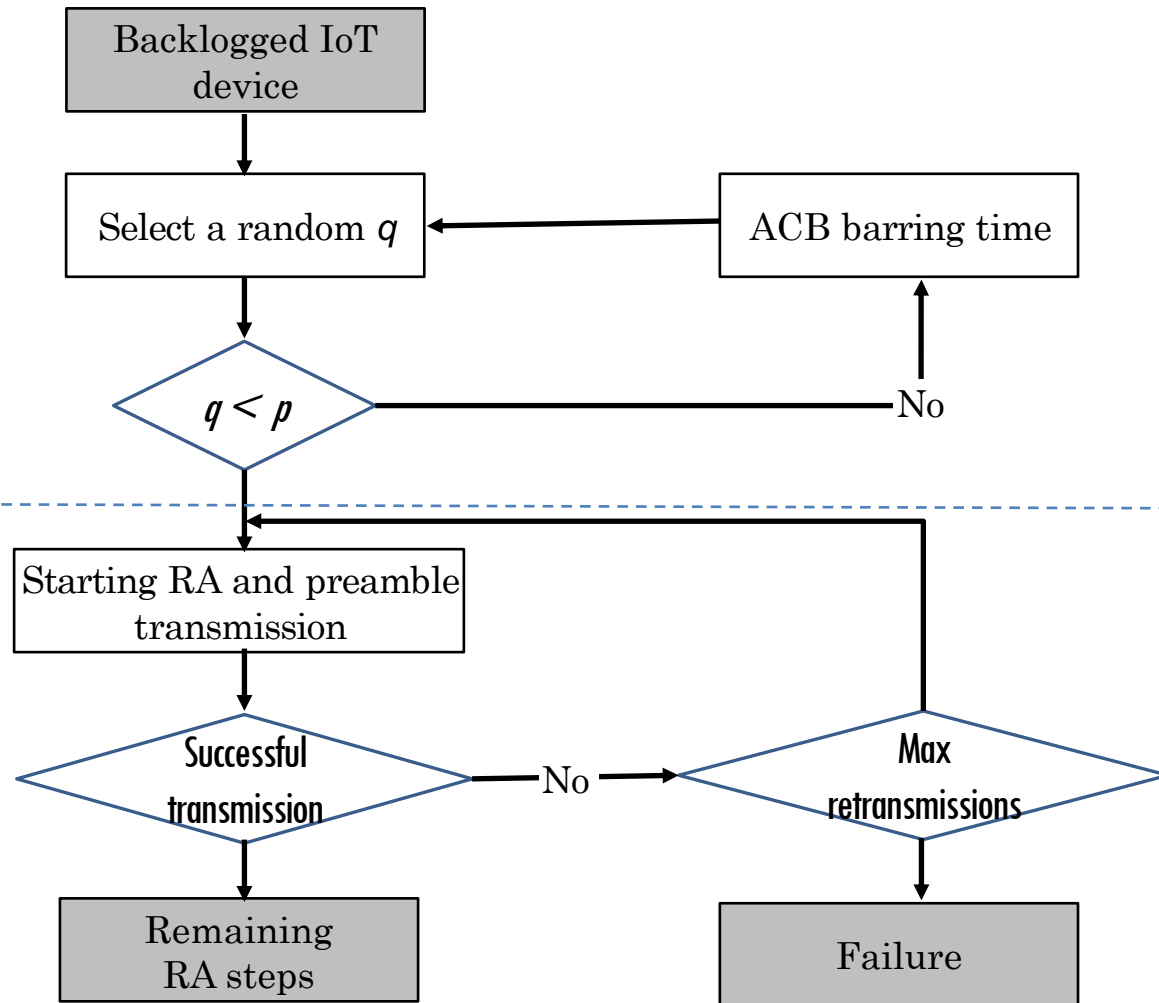 Backlogged IoT
device
Select a random q
ACB barring time
q < p
No
Starting RA and preamble
transmission
Successful
transmission
No
Max
retransmissions
Remaining
RA steps
Failure